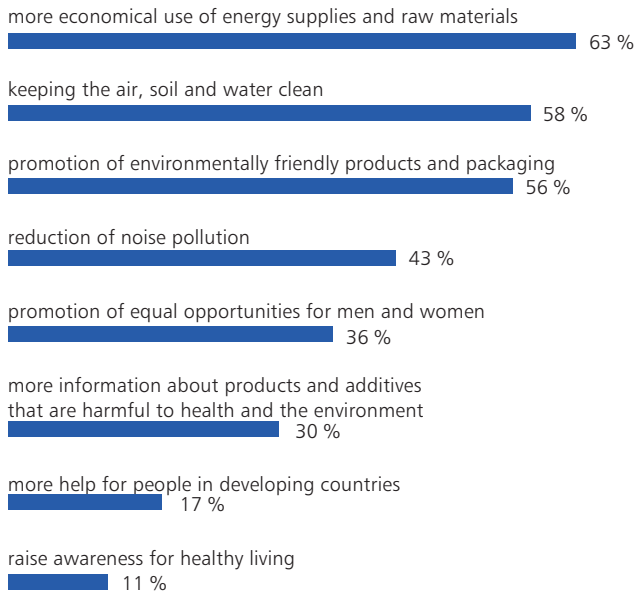 more economical use of energy supplies and raw materials
63 %
keeping the air, soil and water clean
58 %
promotion of environmentally friendly products and packaging
56 %
reduction of noise pollution
43 %
promotion of equal opportunities for men and women
36 %
more information about products and additives
that are harmful to health and the environment
30 %
more help for people in developing countries
17 %
raise awareness for healthy living
11 %